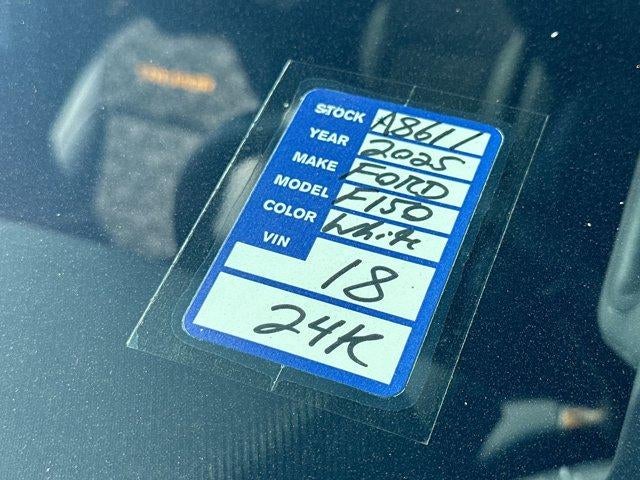 STOCK A8611
YEAR 2025
MAKE FORD
MODEL F150
COLOR White
VIN
18
24K